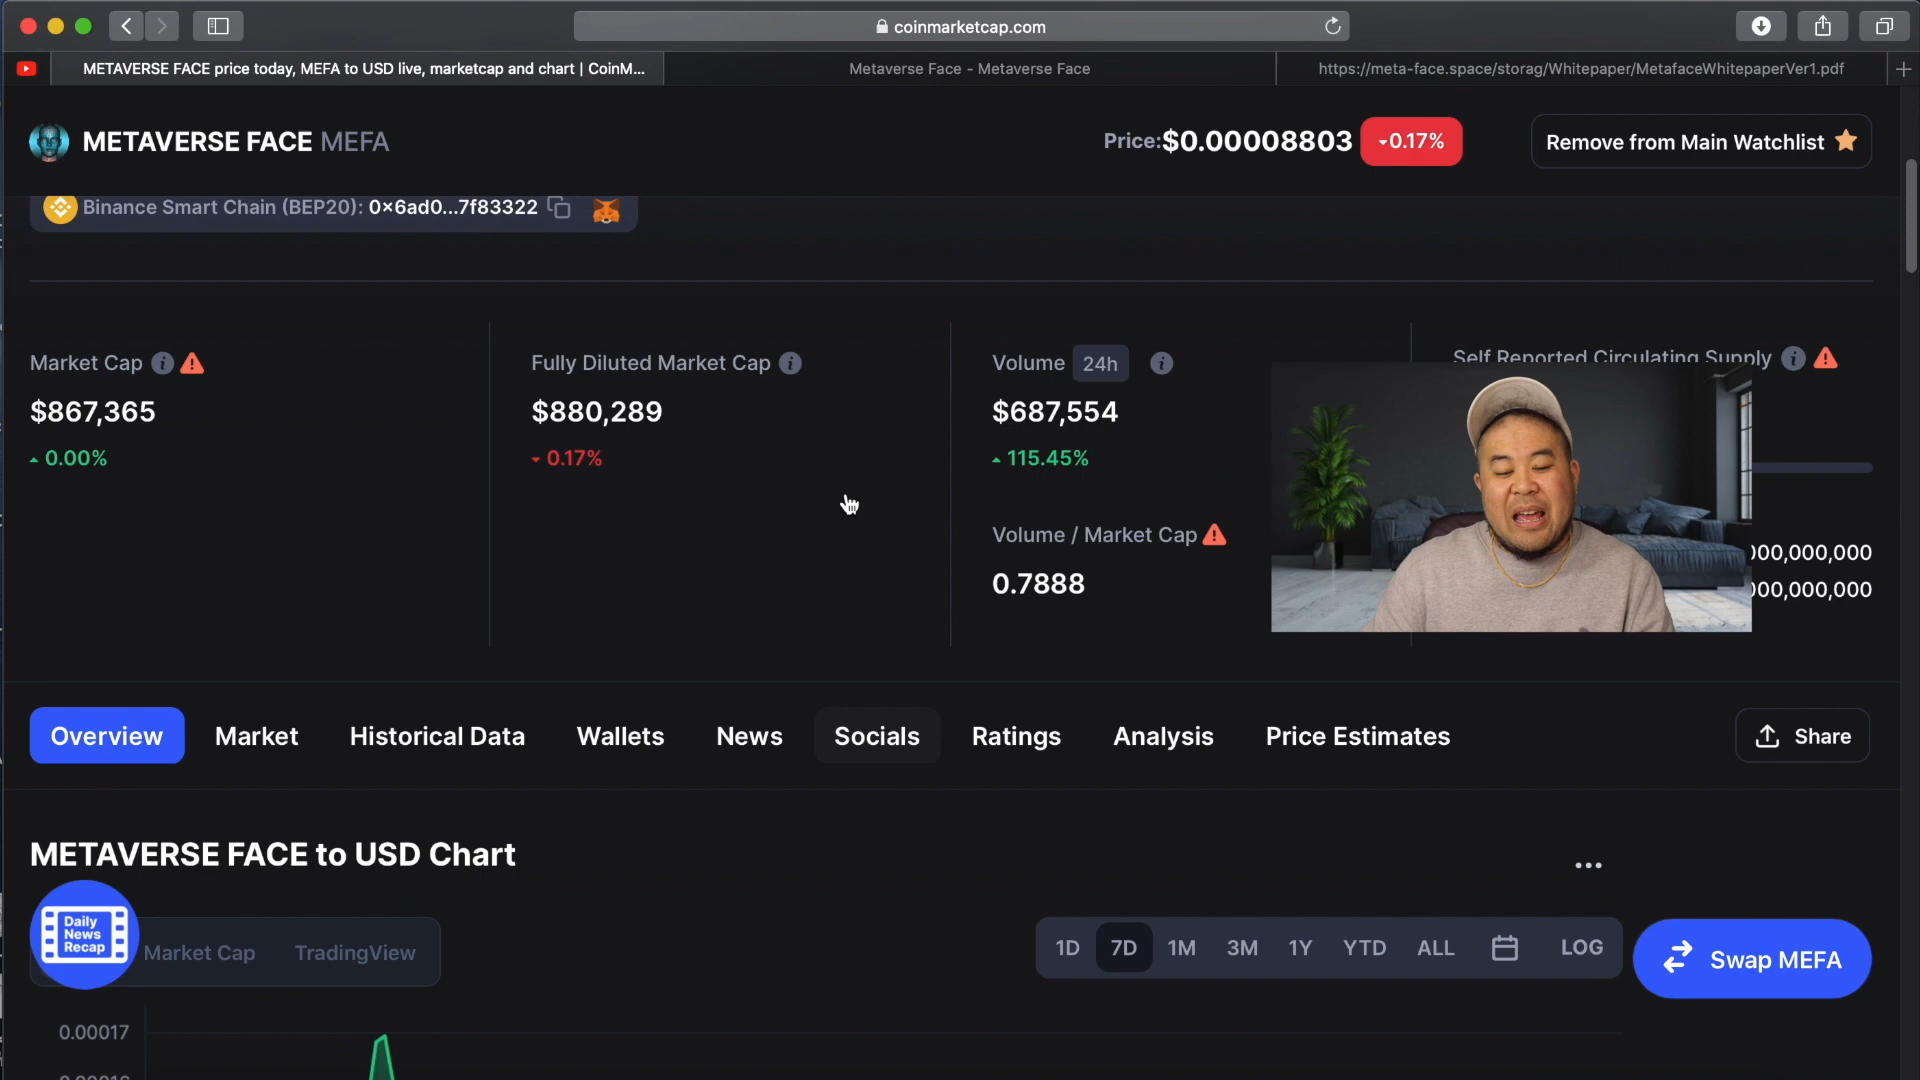 coinmarketcap.com
METAVERSE FACE price today, MEFA to USD live, marketcap and chart | CoinM...
Metaverse Face - Metaverse Face
https://meta-face.space/storag/Whitepaper/MetafaceWhitepaperVer1.pdf
METAVERSE FACE MEFA
Price:$0.00008803
0.17%
Remove from Main Watchlist
Binance Smart Chain (BEP20): 0x6ad0...7f83322
Market Cap
$867,365
0.00%
Fully Diluted Market Cap
$880,289
0.17%
Volume 24h
$687,554
115.45%
Volume / Market Cap
0.7888
Self Reported Circulating Supply
000,000,000
000,000,000
Overview
Market
Historical Data
Wallets
News
Socials
Ratings
Analysis
Price Estimates
Share
METAVERSE FACE to USD Chart
Daily
News
Recap
Market Cap
TradingView
1D
7D
1M
3M
1Y
YTD
ALL
LOG
Swap MEFA
0.00017